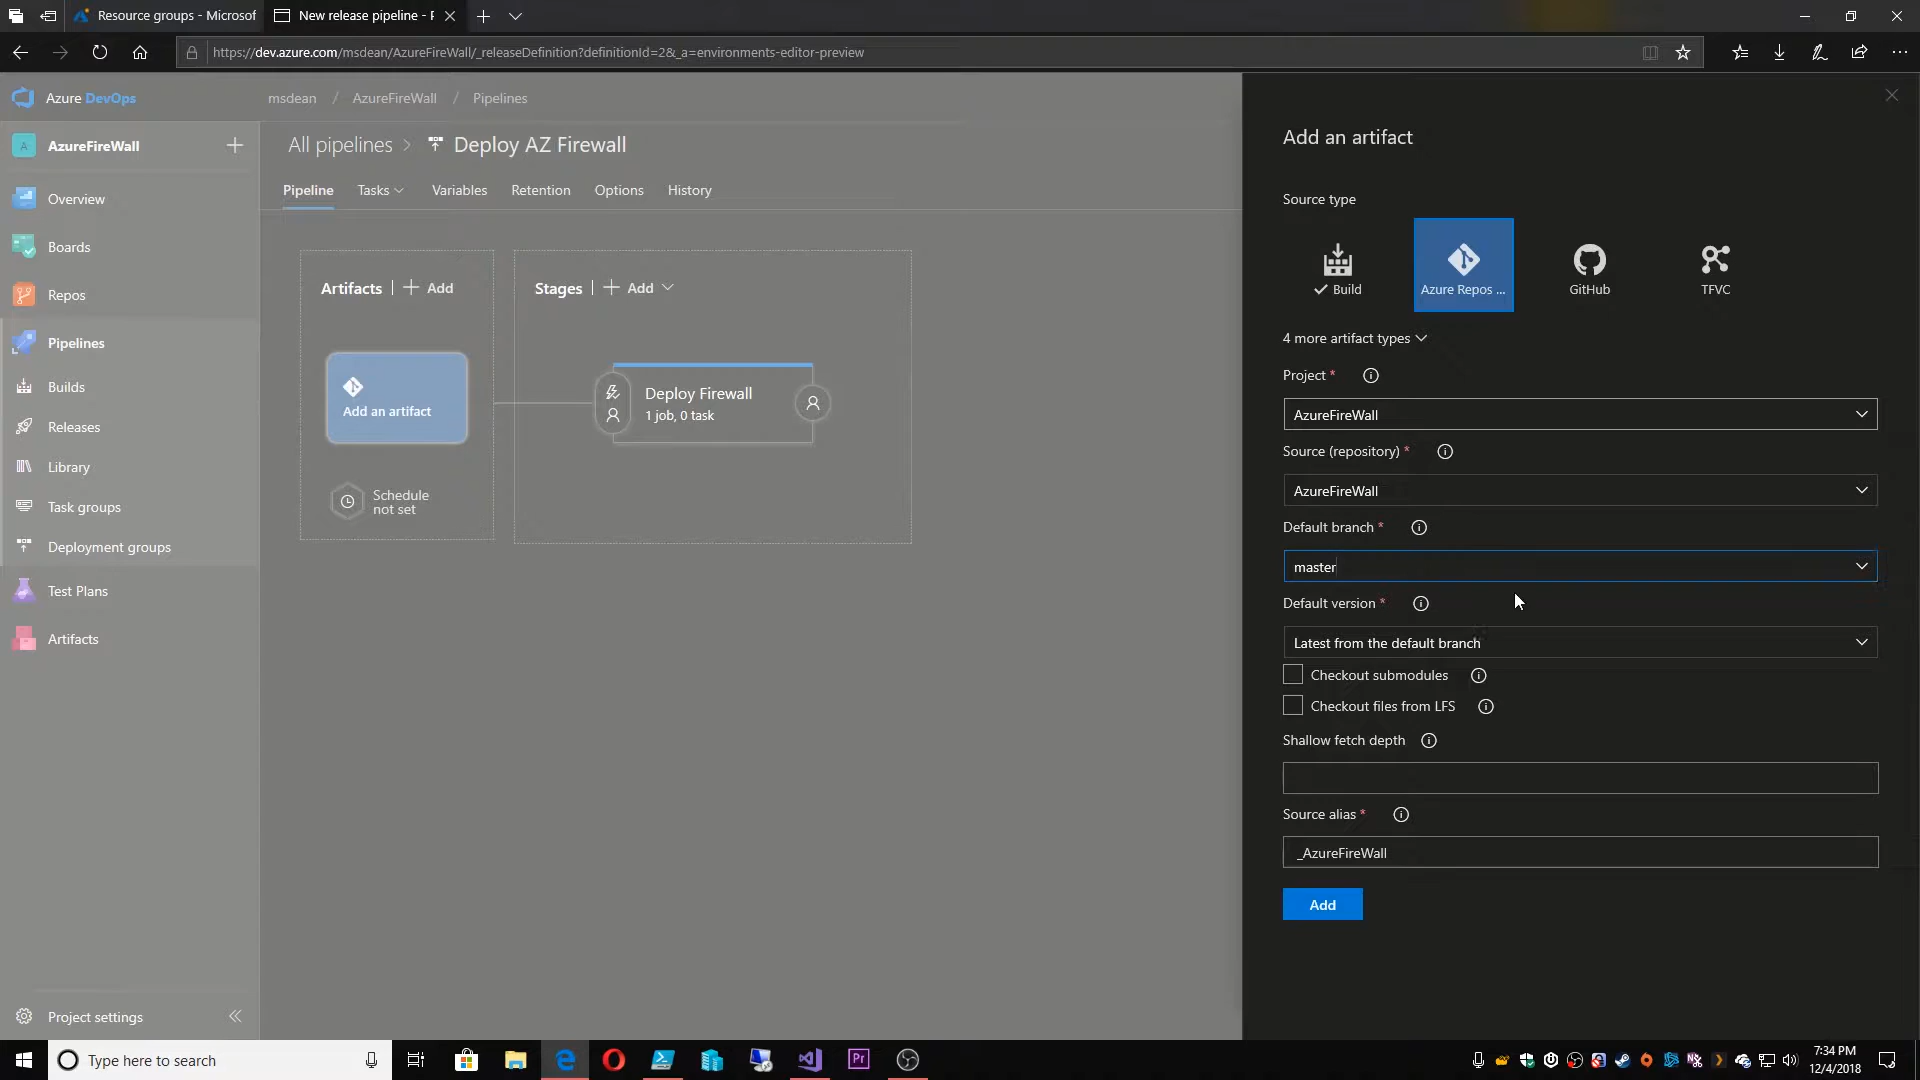 Resource groups - Microsof
New release pipeline - F
https://dev.azure.com/msdean/AzureFireWall/_releaseDefinition?definitionId=2&_a=environments-editor-preview
Azure DevOps
msdean / AzureFireWall / Pipelines
A AzureFireWall
Overview
Boards
Repos
Pipelines
Builds
Releases
Library
Task groups
Deployment groups
Test Plans
Artifacts
Project settings
All pipelines > Deploy AZ Firewall
Pipeline Tasks Variables Retention Options History
Artifacts | + Add
Add an artifact
Schedule
not set
Stages | + Add
Deploy Firewall
1 job, 0 task
Add an artifact
Source type
Build
Azure Repos ...
GitHub
TFVC
4 more artifact types
Project *
AzureFireWall
Source (repository) *
AzureFireWall
Default branch *
master
Default version *
Latest from the default branch
Checkout submodules
Checkout files from LFS
Shallow fetch depth
Source alias *
_AzureFireWall
Add
Type here to search
Pr
7:34 PM
12/4/2018